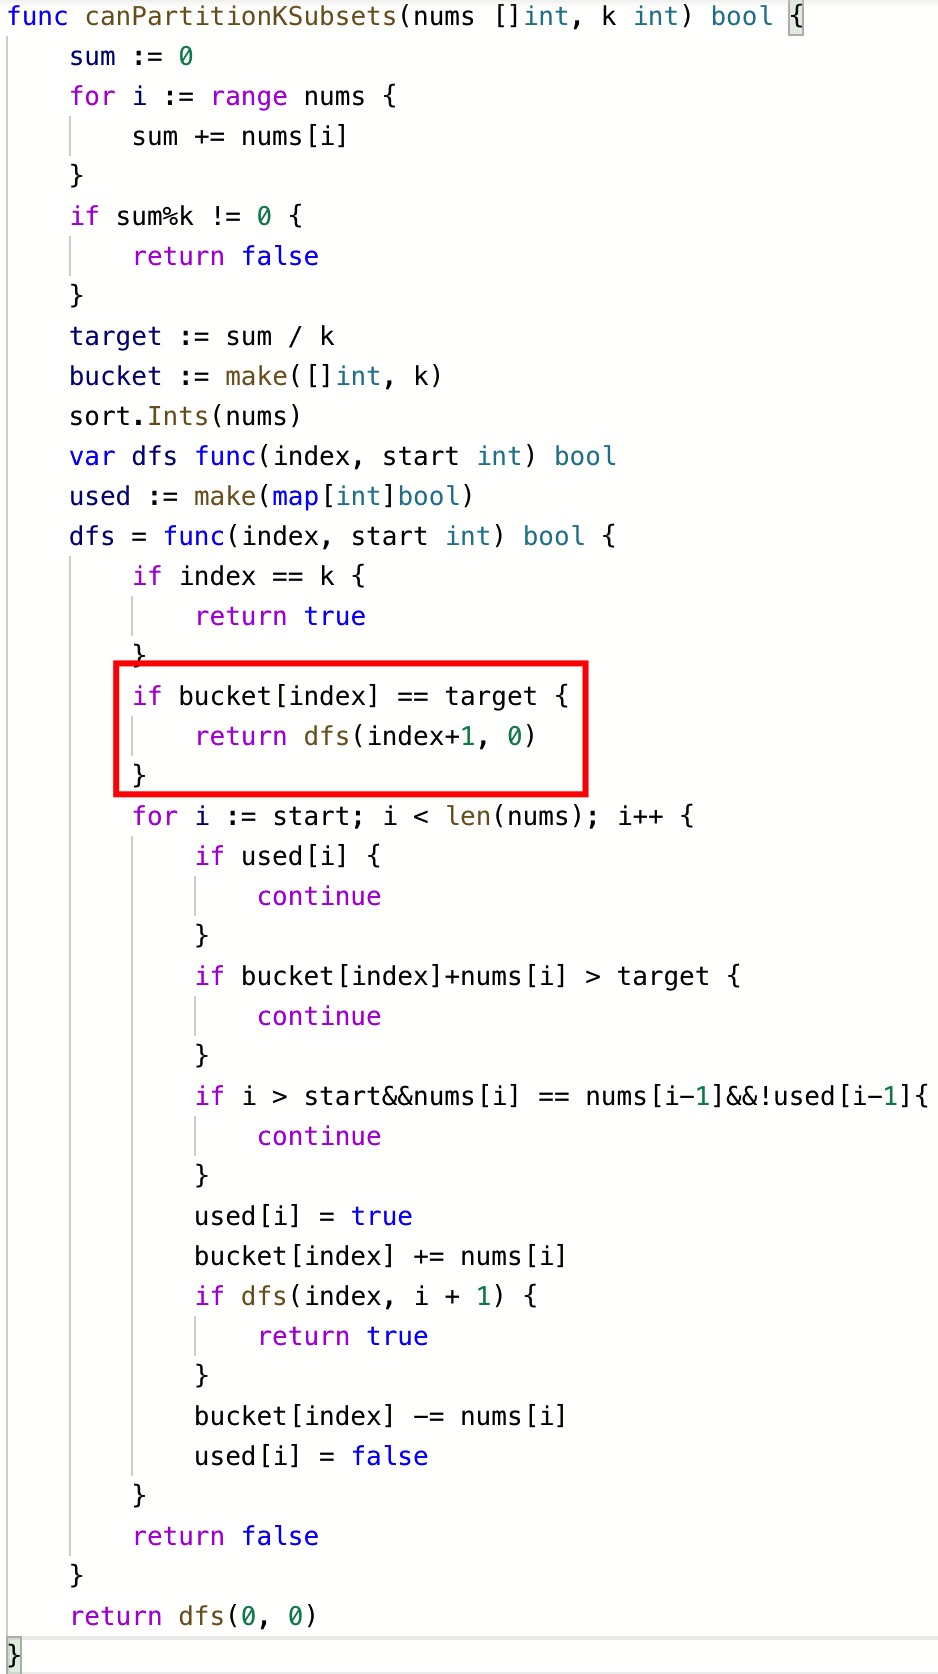 func canPartitionKSubsets(nums []int, k int) bool {
    sum := 0
    for i := range nums {
        sum += nums[i]
    }
    if sum%k != 0 {
        return false
    }
    target := sum / k
    bucket := make([]int, k)
    sort.Ints(nums)
    var dfs func(index, start int) bool
    used := make(map[int]bool)
    dfs = func(index, start int) bool {
        if index == k {
            return true
        }
        if bucket[index] == target {
            return dfs(index+1, 0)
        }
        for i := start; i < len(nums); i++ {
            if used[i] {
                continue
            }
            if bucket[index]+nums[i] > target {
                continue
            }
            if i > start&&nums[i] == nums[i-1]&&!used[i-1]{
                continue
            }
            used[i] = true
            bucket[index] += nums[i]
            if dfs(index, i + 1) {
                return true
            }
            bucket[index] -= nums[i]
            used[i] = false
        }
        return false
    }
    return dfs(0, 0)
}